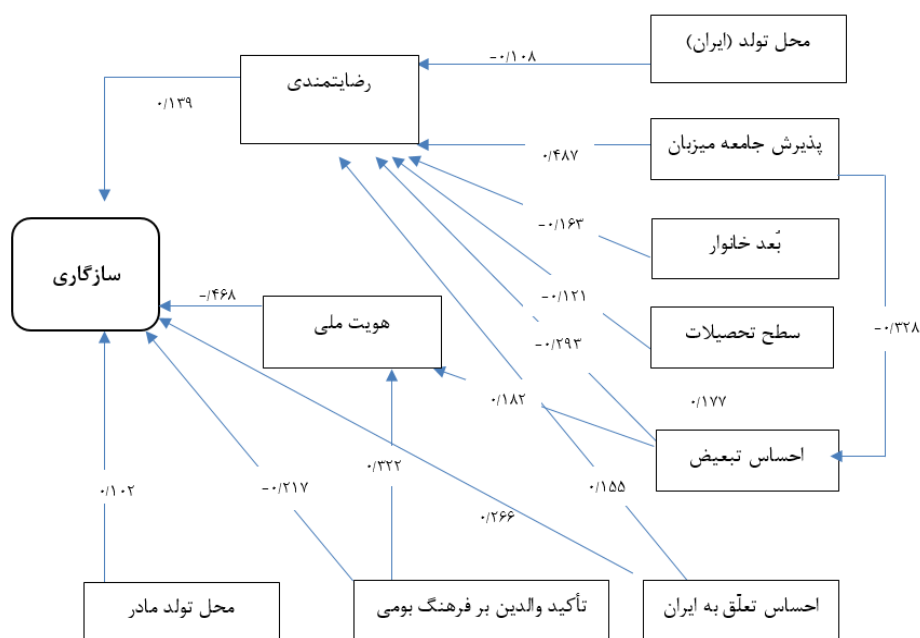 محل تولد (ایران)
-۰/۱۰۸
رضایتمندی
۰/۱۳۹
پذیرش جامعه میزبان
۰/۴۸۷
-۰/۱۶۳
بُعد خانوار
سازگاری
-۰/۱۲۱
-/۴۶۸
هویت ملی
سطح تحصیلات
-۰/۳۲۸
-۰/۲۹۳
۰/۱۷۷
۰/۱۸۲
احساس تبعیض
۰/۳۲۲
۰/۱۵۵
-۰/۲۱۷
۰/۱۰۲
۰/۲۶۶
احساس تعلّق به ایران
تأکید والدین بر فرهنگ بومی
محل تولد مادر